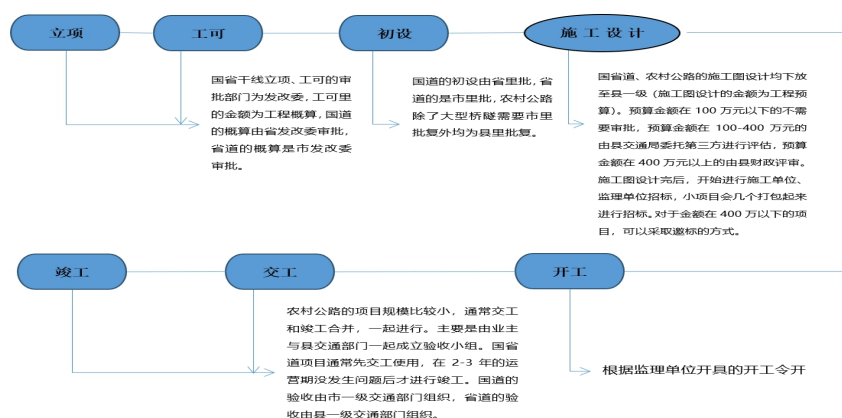 立项
工可
初设
施工设计
国省干线立项、工可的审
批部门为发改委，工可里
的金额为工程概算，国道
的概算由省发改委审批，
省道的概算是市发改委
审批。
国道的初设由省里批，省
道的是市里批，农村公路
除了大型桥隧需要市里
批复外均为县里批复。
国省道、农村公路的施工图设计均下放
至县一级（施工图设计的金额为工程预
算）。预算金额在 100 万元以下的不需
要审批，预算金额在 100-400 万元的
由县交通局委托第三方进行评估，预算
金额在 400 万元以上的由县财政评审。
施工图设计完后，开始进行施工单位、
监理单位招标，小项目会几个打包起来
进行招标。对于金额在 400 万以下的项
目，可以采取邀标的方式。
竣工
交工
开工
农村公路的项目规模比较小，通常交工
和竣工合并，一起进行。主要是由业主
与县交通部门一起成立验收小组。国省
道项目通常先交工使用，在 2-3 年的运
营期没发生问题后才进行竣工。国道的
验收由市一级交通部门组织，省道的验
收由县一级交通部门组织。
根据监理单位开具的开工令开